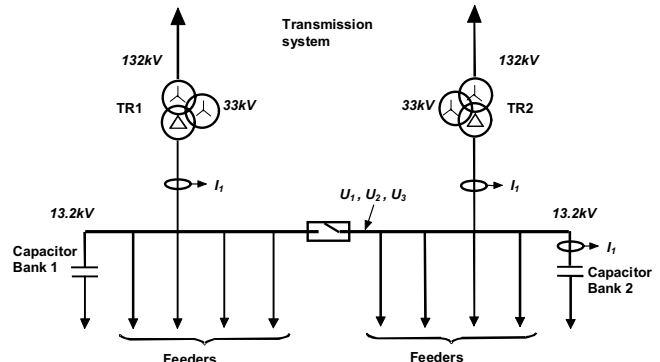 Transmission
system
132kV
132kV
TR1
33kV
33kV
TR2
I1
I1
U1 , U2 , U3
13.2kV
13.2kV
I1
Capacitor
Bank 1
Capacitor
Bank 2
Feeders
Feeders